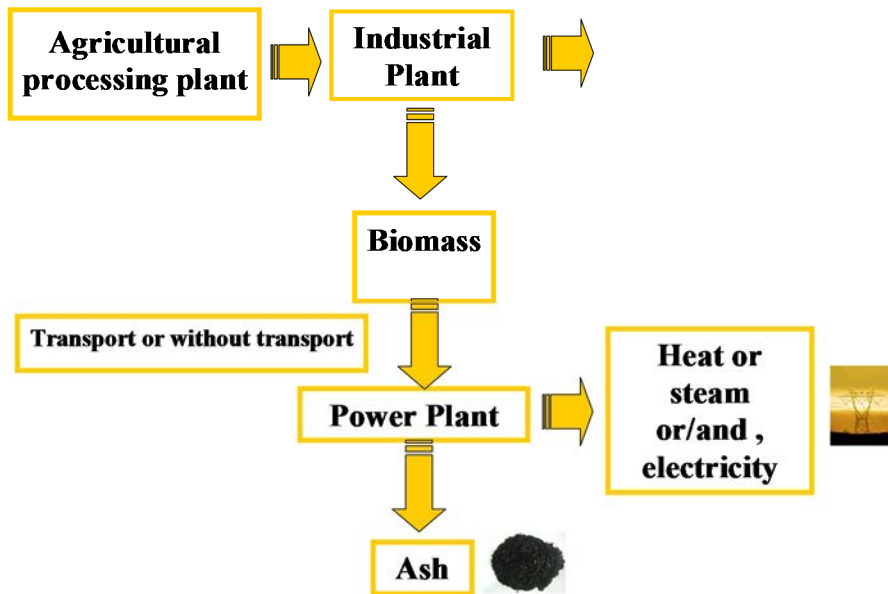 Agricultural
processing plant
Industrial
Plant
Biomass
Transport or without transport
Power Plant
Heat or
steam
or/and ,
electricity
Ash